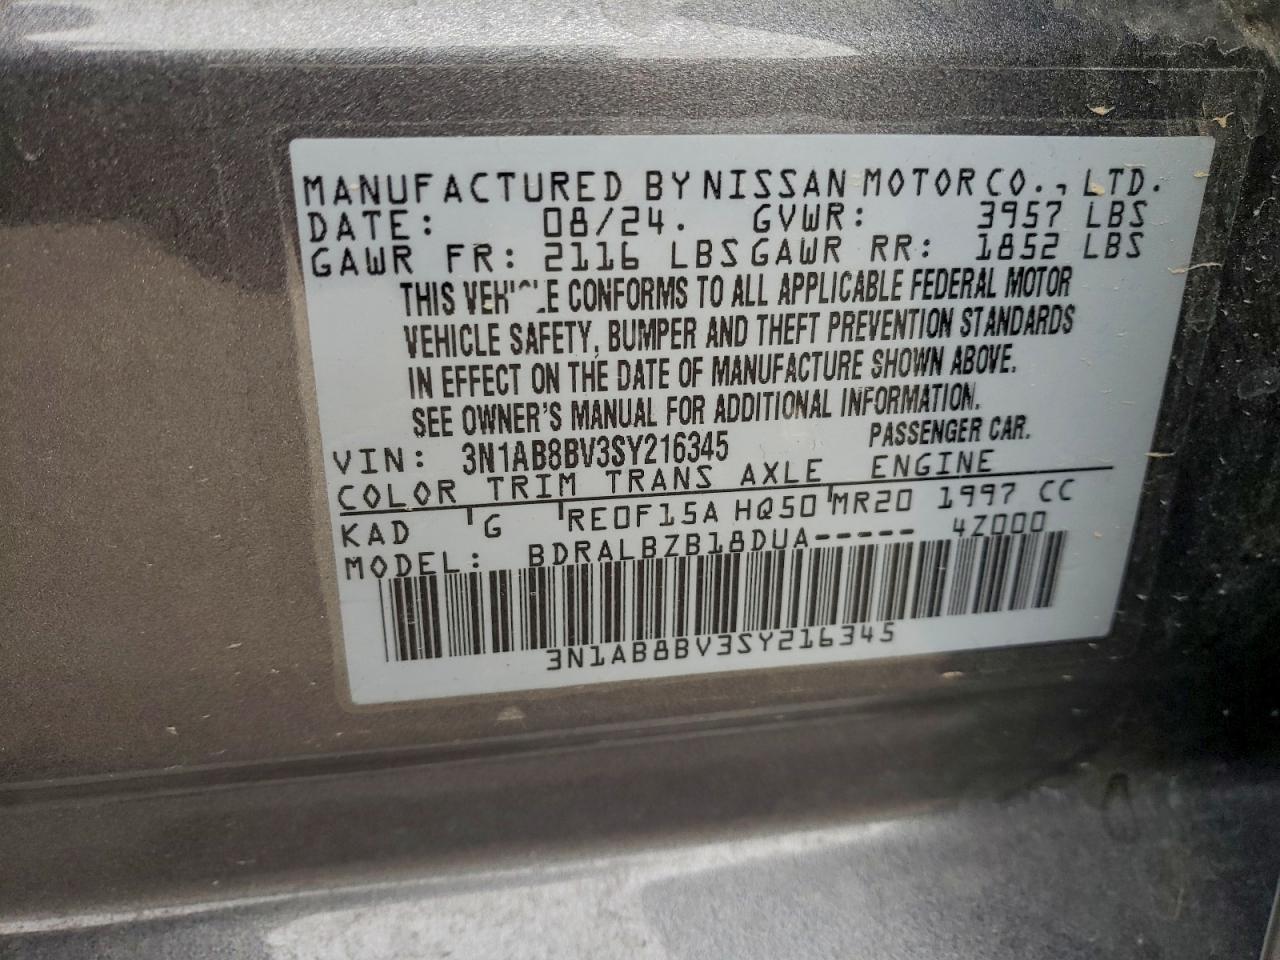 MANUFACTURED BY NISSAN MOTOR CO., LTD.
DATE: 08/24. GVWR: 3957 LBS
GAWR FR: 2116 LBS GAWR RR: 1852 LBS
THIS VEHICLE CONFORMS TO ALL APPLICABLE FEDERAL MOTOR
VEHICLE SAFETY, BUMPER AND THEFT PREVENTION STANDARDS
IN EFFECT ON THE DATE OF MANUFACTURE SHOWN ABOVE.
SEE OWNER'S MANUAL FOR ADDITIONAL INFORMATION.
VIN: 3N1AB8BV3SY216345 PASSENGER CAR.
COLOR TRIM TRANS AXLE ENGINE
KAD G RE0F15A HQ50 MR20 1997 CC
MODEL: BDRALBZB18DUA----- 4Z000
3N1AB8BV3SY216345